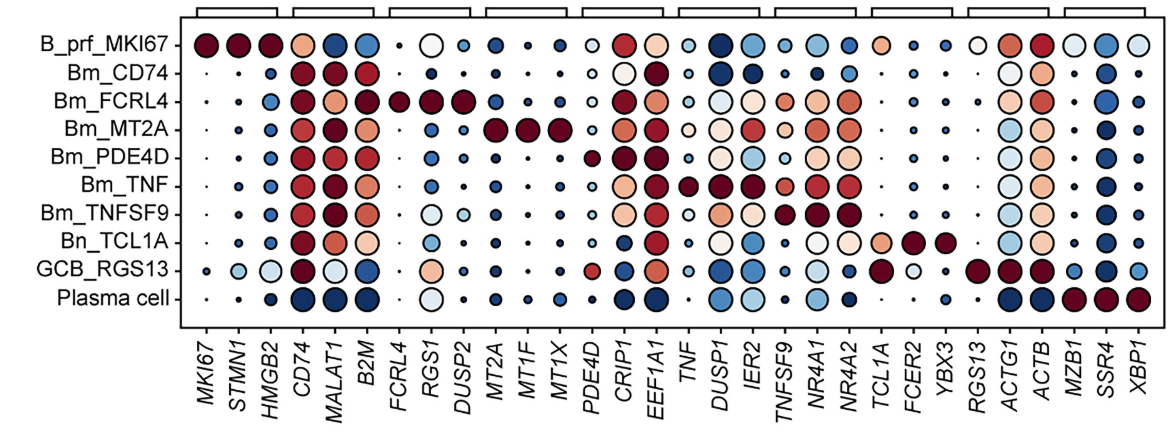 B_prf_MKI67
Bm_CD74
Bm_FCRL4
Bm_MT2A
Bm_PDE4D
Bm_TNF
Bm_TNFSF9
Bn_TCL1A
GCB_RGS13
Plasma cell
MKI67
STMN1
HMGB2
CD74
MALAT1
B2M
FCRL4
RGS1
DUSP2
MT2A
MT1F
MT1X
PDE4D
CRIP1
EEF1A1
TNF
DUSP1
IER2
TNFSF9
NR4A1
NR4A2
TCL1A
FCER2
YBX3
RGS13
ACTG1
ACTB
MZB1
SSR4
XBP1